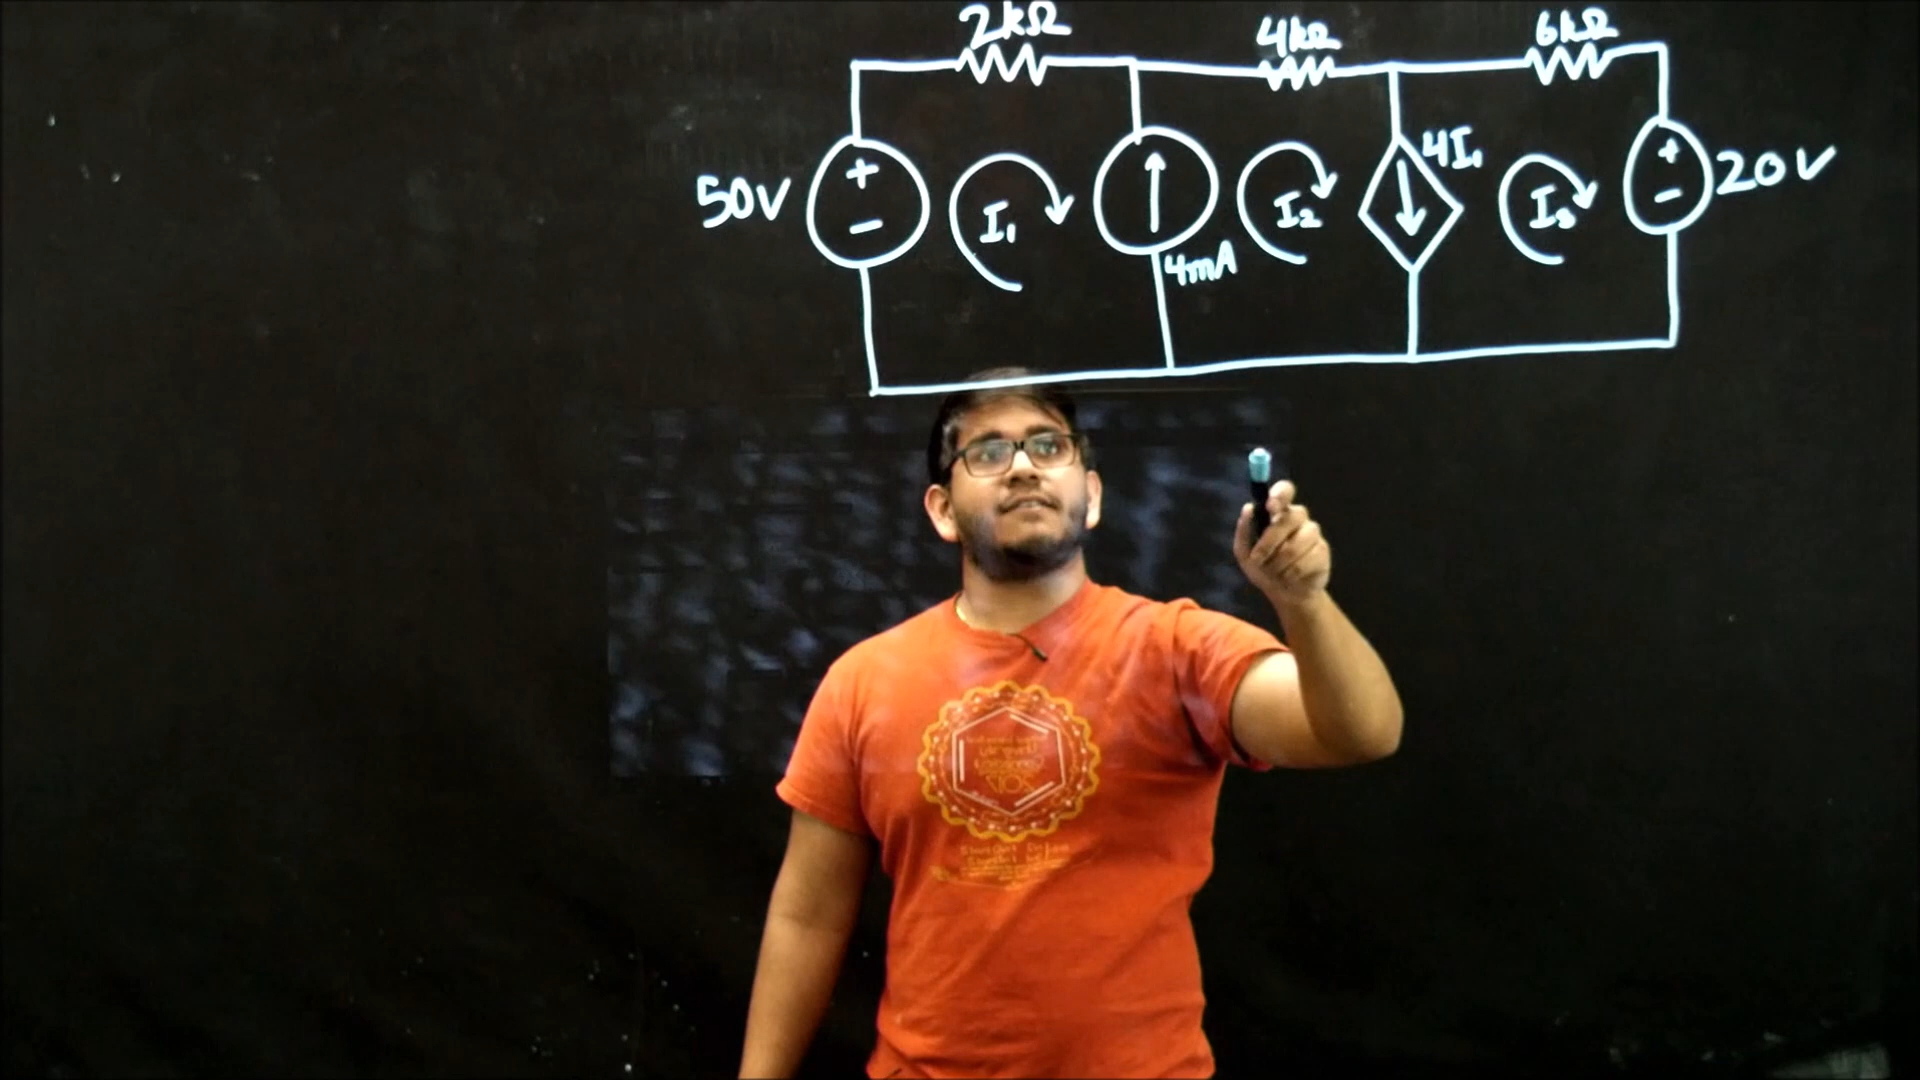 2kΩ 4kΩ 6kΩ
50V + − I₁ 4mA I₂ 4I₁ I₃ + − 20V